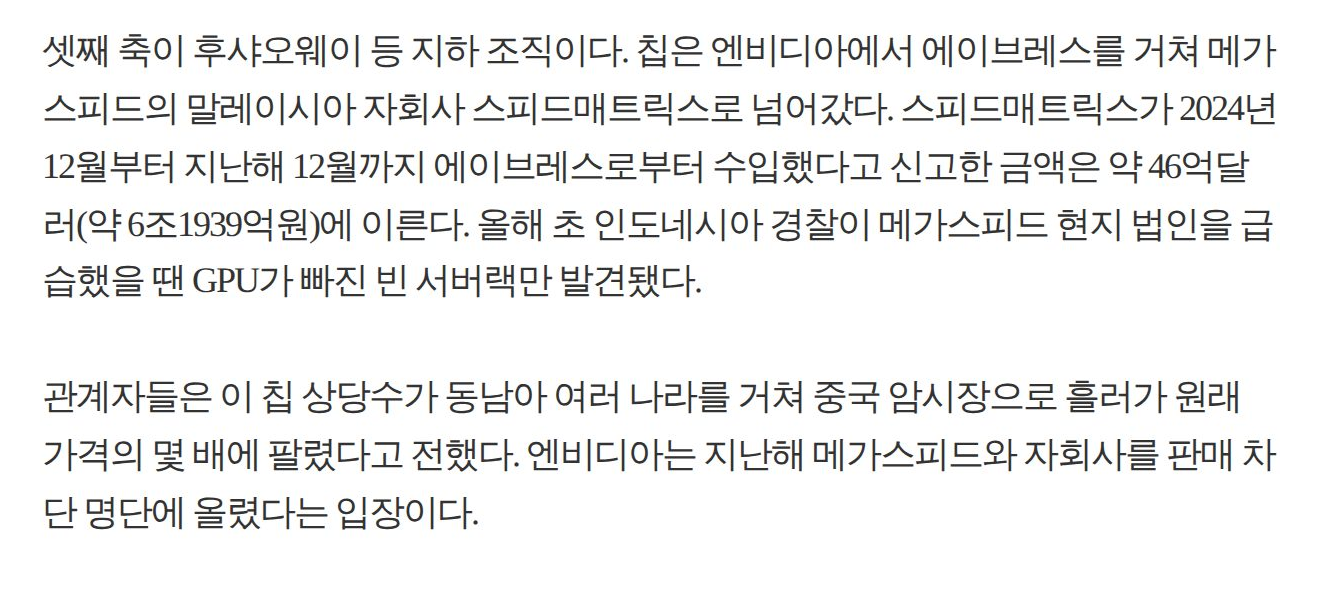 셋째 축이 후샤오웨이 등 지하 조직이다. 칩은 엔비디아에서 에이브레스를 거쳐 메가
스피드의 말레이시아 자회사 스피드매트릭스로 넘어갔다. 스피드매트릭스가 2024년
12월부터 지난해 12월까지 에이브레스로부터 수입했다고 신고한 금액은 약 46억달
러(약 6조1939억원)에 이른다. 올해 초 인도네시아 경찰이 메가스피드 현지 법인을 급
습했을 땐 GPU가 빠진 빈 서버랙만 발견됐다.
관계자들은 이 칩 상당수가 동남아 여러 나라를 거쳐 중국 암시장으로 흘러가 원래
가격의 몇 배에 팔렸다고 전했다. 엔비디아는 지난해 메가스피드와 자회사를 판매 차
단 명단에 올렸다는 입장이다.